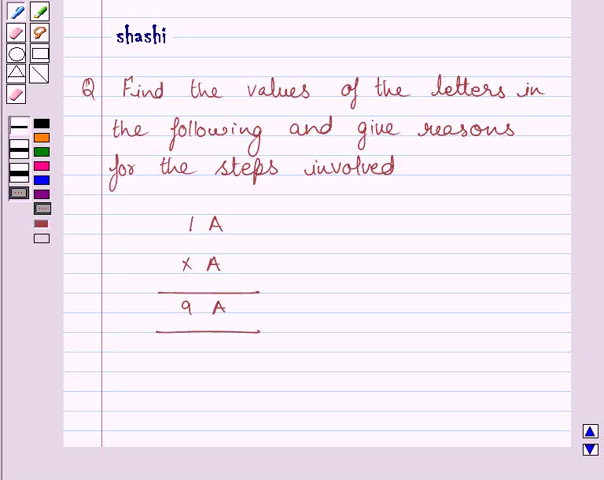 shashi
Q Find the values of the letters in
the following and give reasons
for the steps involved
1 A
x A
9 A